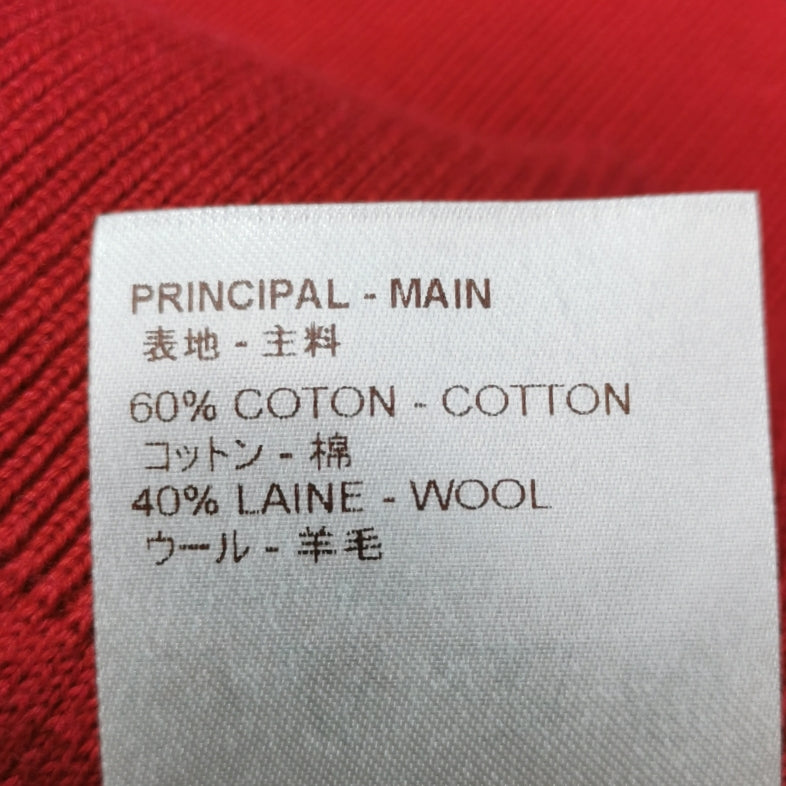 PRINCIPAL - MAIN
表地 - 主料
60% COTON - COTTON
コットン - 棉
40% LAINE - WOOL
ウール - 羊毛